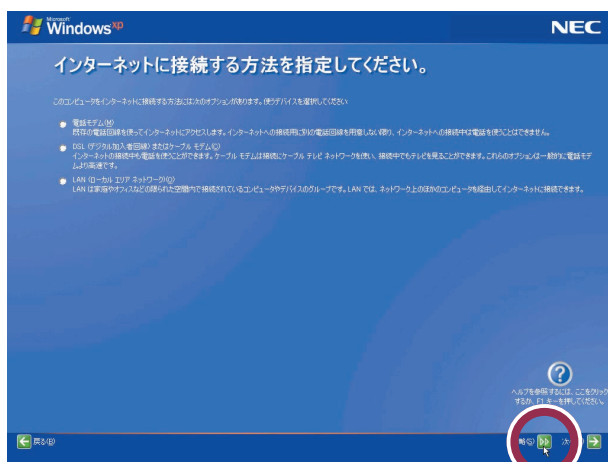 Microsoft
Windows xp
NEC
インターネットに接続する方法を指定してください。
このコンピュータをインターネットに接続する方法には次のオプションがあります。使うデバイスを選択してください
電話モデム(M)
既存の電話回線を使ってインターネットにアクセスします。インターネットへの接続用に別の電話回線を用意しない限り、インターネットへの接続中は電話を使うことはできません。
DSL (デジタル加入者回線) またはケーブル モデム(C)
インターネットの接続中も電話を使うことができます。ケーブル モデムは接続にケーブル テレビ ネットワークを使い、接続中でもテレビを見ることができます。これらのオプションは一般的に電話モデ
ムより高速です。
LAN (ローカル エリア ネットワーク)(O)
LAN は家庭やオフィスなどの限られた空間内で接続されているコンピュータやデバイスのグループです。LAN では、ネットワーク上のほかのコンピュータを経由してインターネットに接続できます。
?
ヘルプを参照するには、ここをクリック
するか、F1 キーを押してください。
戻る(B)
略(S)
次